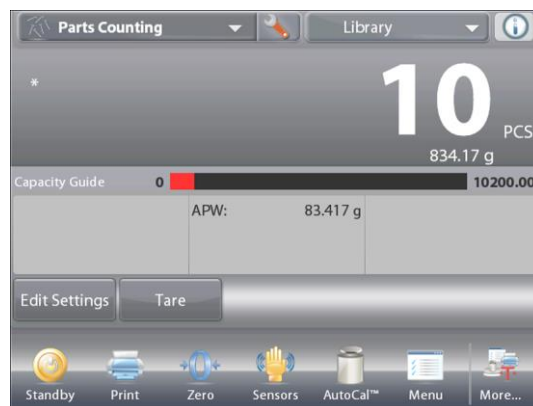 Parts Counting Library
*
10 PCS
834.17 g
Capacity Guide 0 10200.00
APW: 83.417 g
Edit Settings Tare
Standby Print Zero Sensors AutoCal™ Menu More...